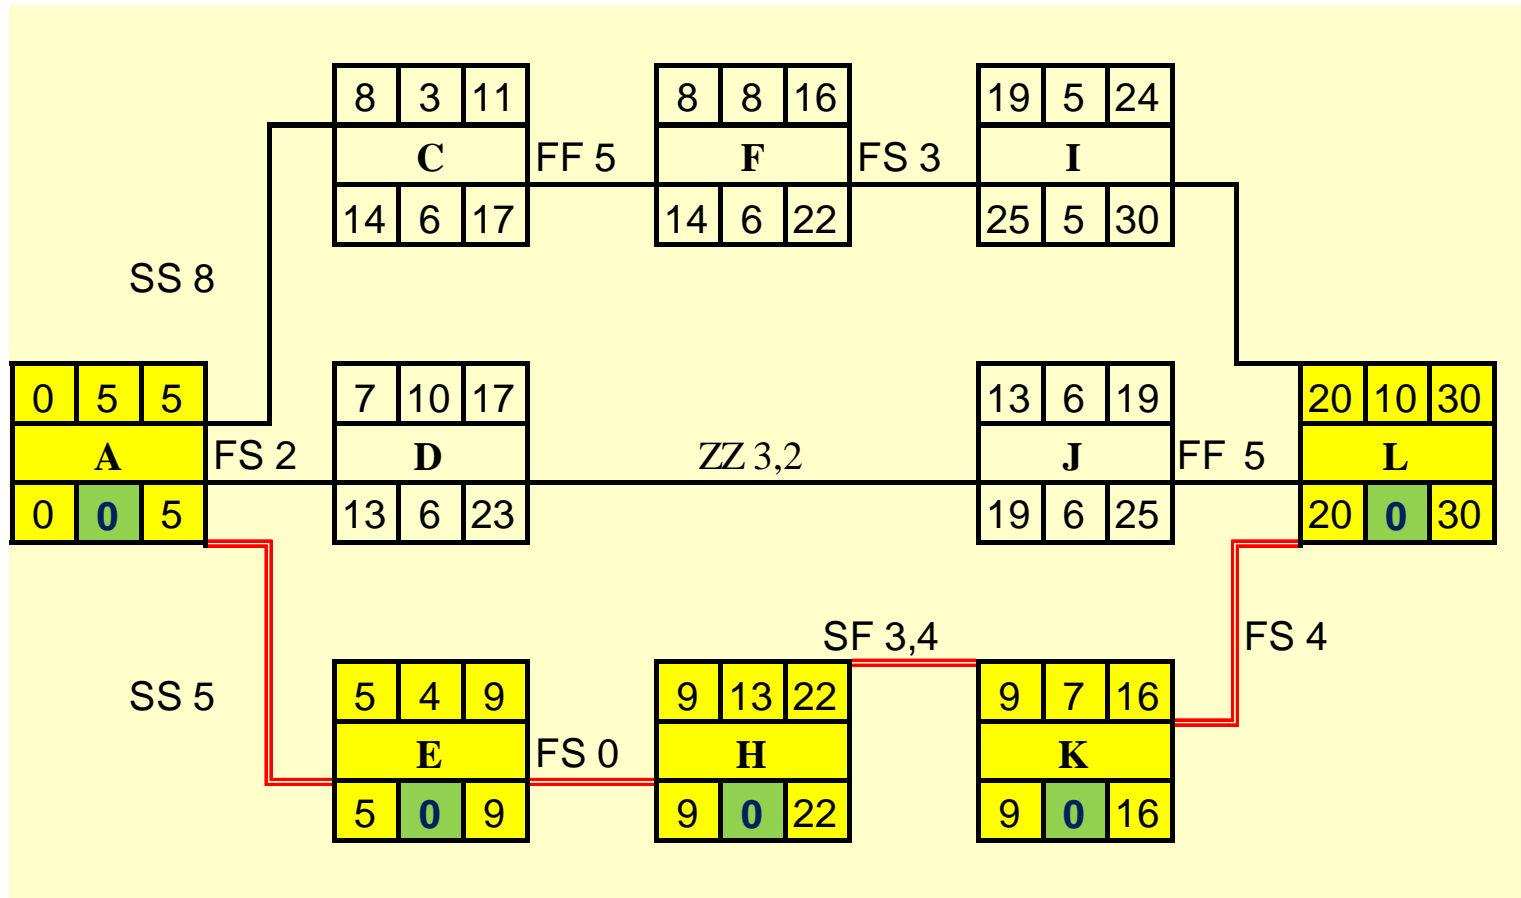 8 3 11
C
14 6 17
FF 5
8 8 16
F
14 6 22
FS 3
19 5 24
I
25 5 30
SS 8
0 5 5
A
0 0 5
FS 2
7 10 17
D
13 6 23
ZZ 3,2
13 6 19
J
19 6 25
FF 5
20 10 30
L
20 0 30
SS 5
5 4 9
E
5 0 9
FS 0
9 13 22
H
9 0 22
SF 3,4
9 7 16
K
9 0 16
FS 4